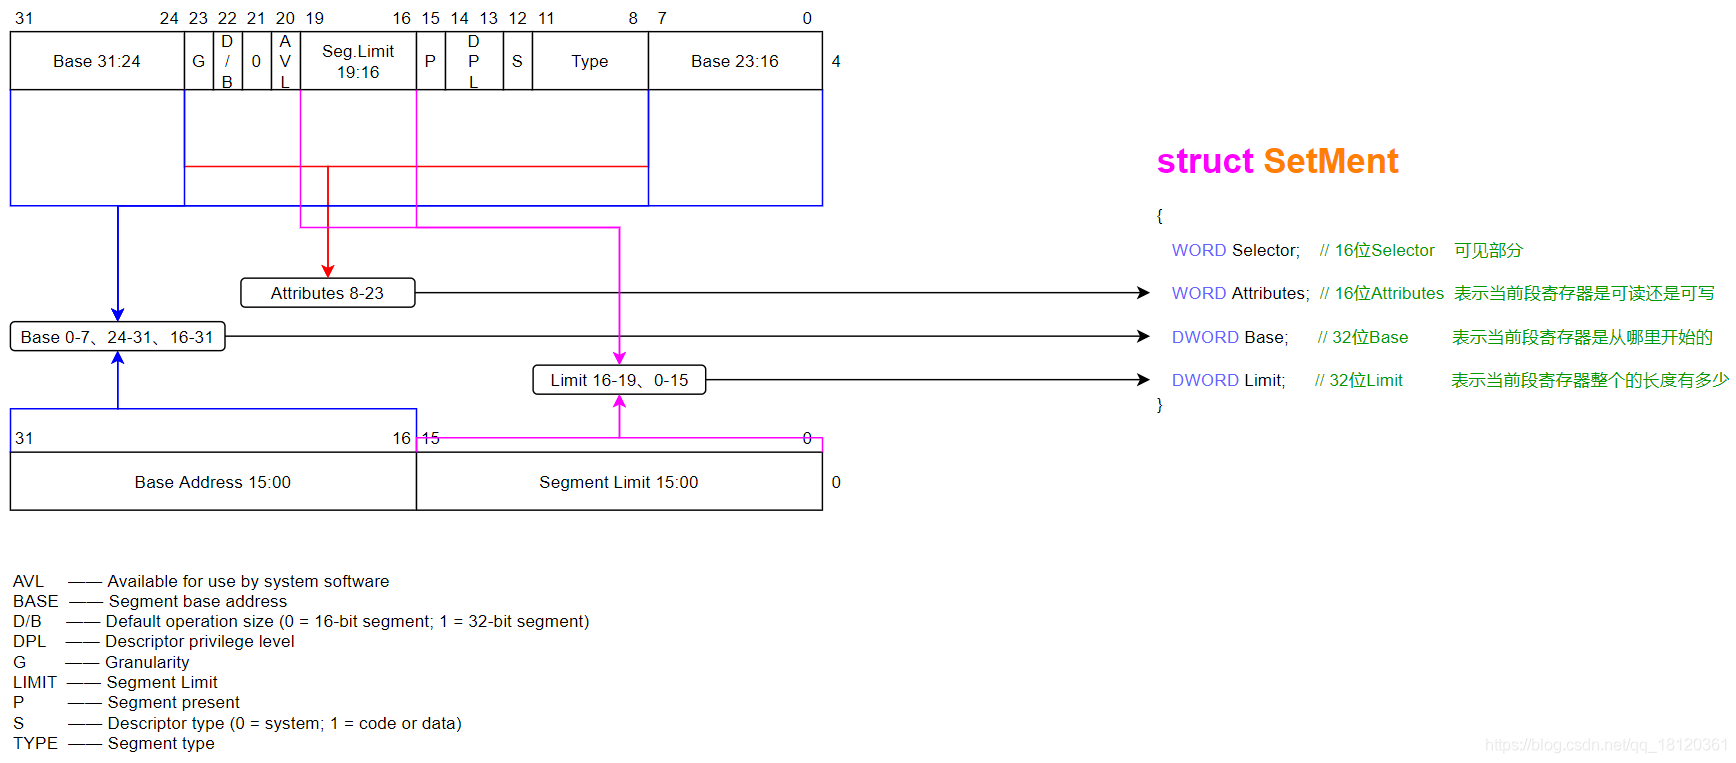 31 24 23 22 21 20 19 16 15 14 13 12 11 8 7 0
Base 31:24 G D/B 0 AVL Seg.Limit 19:16 P DPL S Type Base 23:16 4
struct SetMent
{
WORD Selector; // 16位Selector 可见部分
Attributes 8-23
WORD Attributes; // 16位Attributes 表示当前段寄存器是可读还是可写
Base 0-7、24-31、16-31
DWORD Base; // 32位Base 表示当前段寄存器是从哪里开始的
Limit 16-19、0-15
DWORD Limit; // 32位Limit 表示当前段寄存器整个的长度有多少
}
31 16 15 0
Base Address 15:00 Segment Limit 15:00 0
AVL —— Available for use by system software
BASE —— Segment base address
D/B —— Default operation size (0 = 16-bit segment; 1 = 32-bit segment)
DPL —— Descriptor privilege level
G —— Granularity
LIMIT —— Segment Limit
P —— Segment present
S —— Descriptor type (0 = system; 1 = code or data)
TYPE —— Segment type
https://blog.csdn.net/qq_18120361